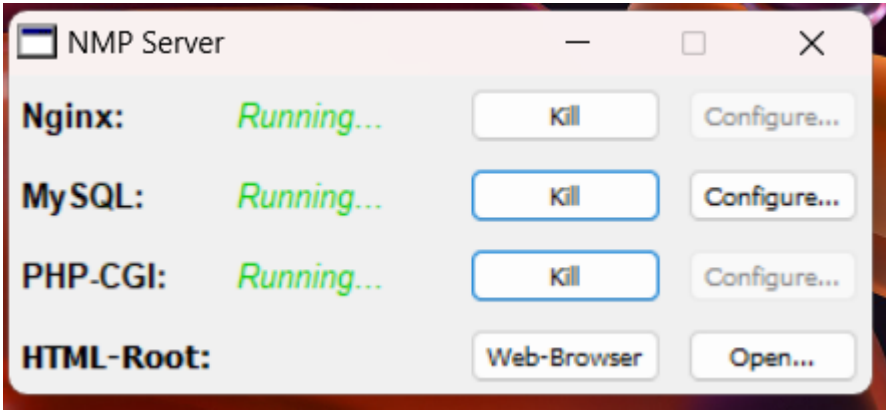 NMP Server
Nginx: Running... Kill Configure...
MySQL: Running... Kill Configure...
PHP-CGI: Running... Kill Configure...
HTML-Root: Web-Browser Open...